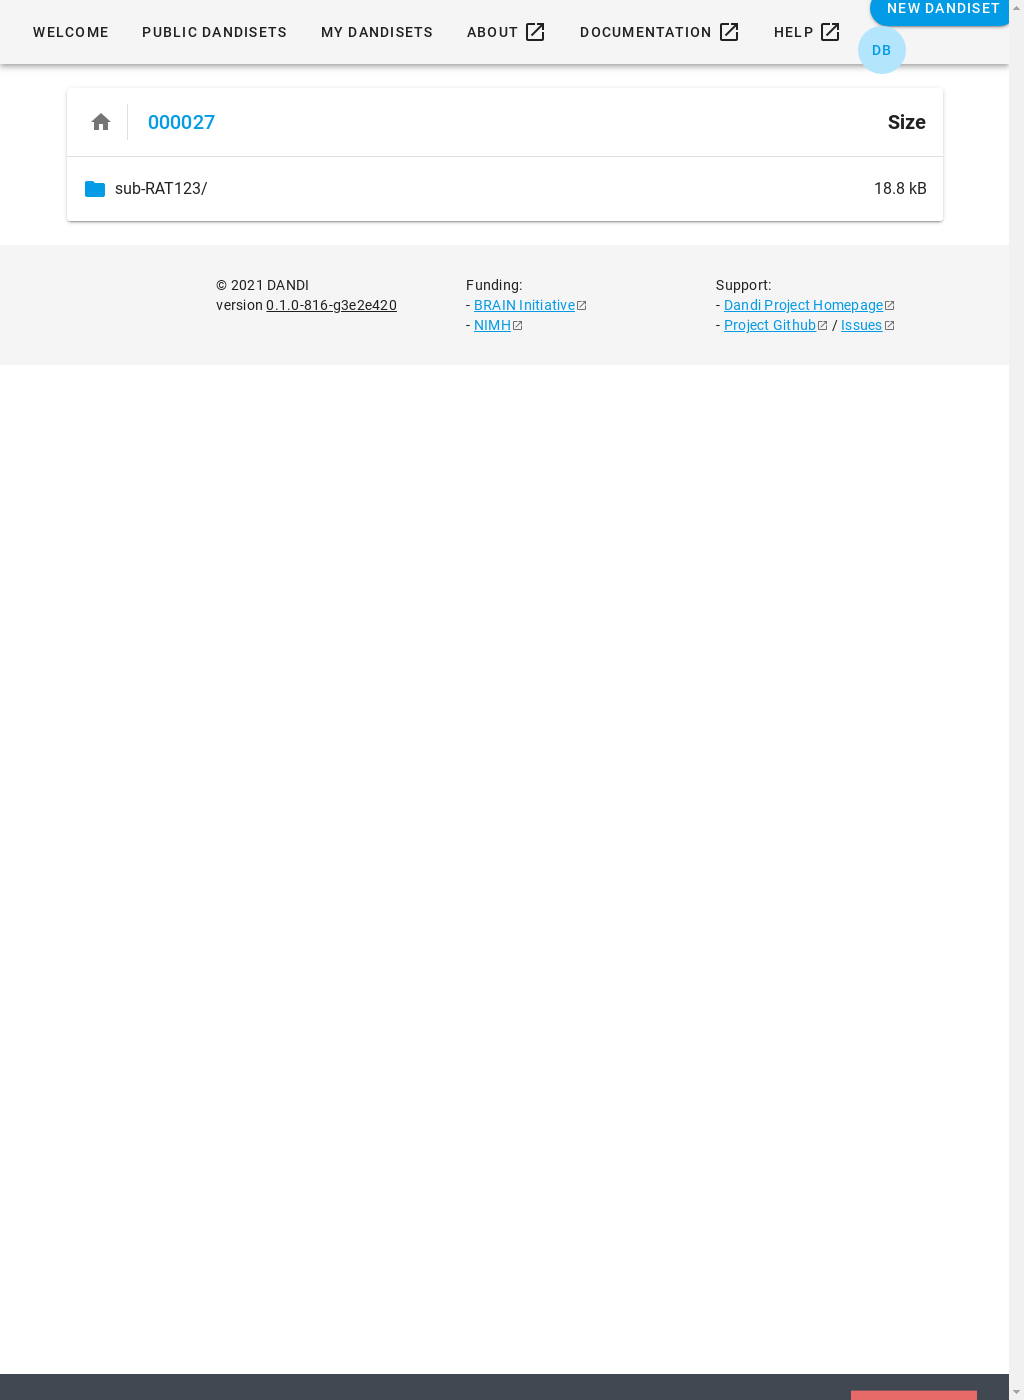 WELCOME PUBLIC DANDISETS MY DANDISETS ABOUT DOCUMENTATION HELP NEW DANDISET
DB
000027 Size
sub-RAT123/ 18.8 kB
© 2021 DANDI
version 0.1.0-816-g3e2e420
Funding:
- BRAIN Initiative
- NIMH
Support:
- Dandi Project Homepage
- Project Github / Issues